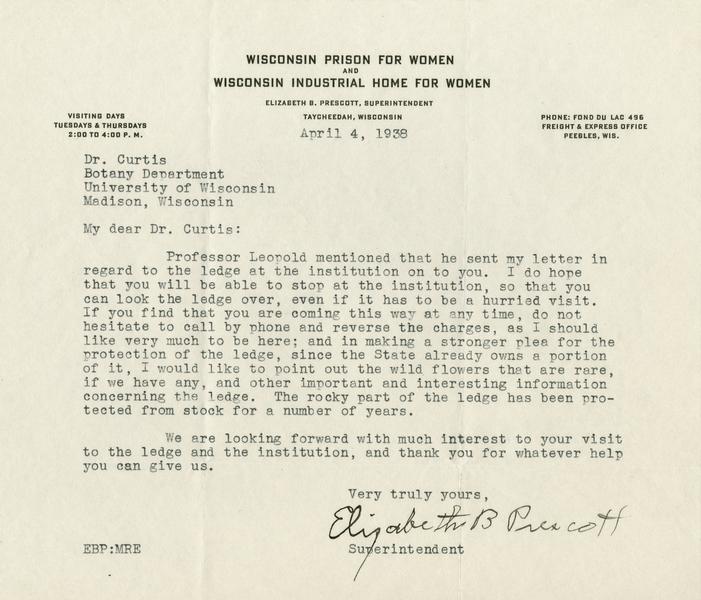 WISCONSIN PRISON FOR WOMEN
AND
WISCONSIN INDUSTRIAL HOME FOR WOMEN
ELIZABETH B. PRESCOTT, SUPERINTENDENT
TAYCHEEDAH, WISCONSIN
VISITING DAYS
TUESDAYS & THURSDAYS
2:00 TO 4:00 P. M.
PHONE: FOND DU LAC 496
FREIGHT & EXPRESS OFFICE
PEEBLES, WIS.
April 4, 1938
Dr. Curtis
Botany Department
University of Wisconsin
Madison, Wisconsin
My dear Dr. Curtis:
Professor Leopold mentioned that he sent my letter in
regard to the ledge at the institution on to you. I do hope
that you will be able to stop at the institution, so that you
can look the ledge over, even if it has to be a hurried visit.
If you find that you are coming this way at any time, do not
hesitate to call by phone and reverse the charges, as I should
like very much to be here; and in making a stronger plea for the
protection of the ledge, since the State already owns a portion
of it, I would like to point out the wild flowers that are rare,
if we have any, and other important and interesting information
concerning the ledge. The rocky part of the ledge has been pro-
tected from stock for a number of years.
We are looking forward with much interest to your visit
to the ledge and the institution, and thank you for whatever help
you can give us.
Very truly yours,
Elizabeth B Prescott
EBP:MRE
Superintendent